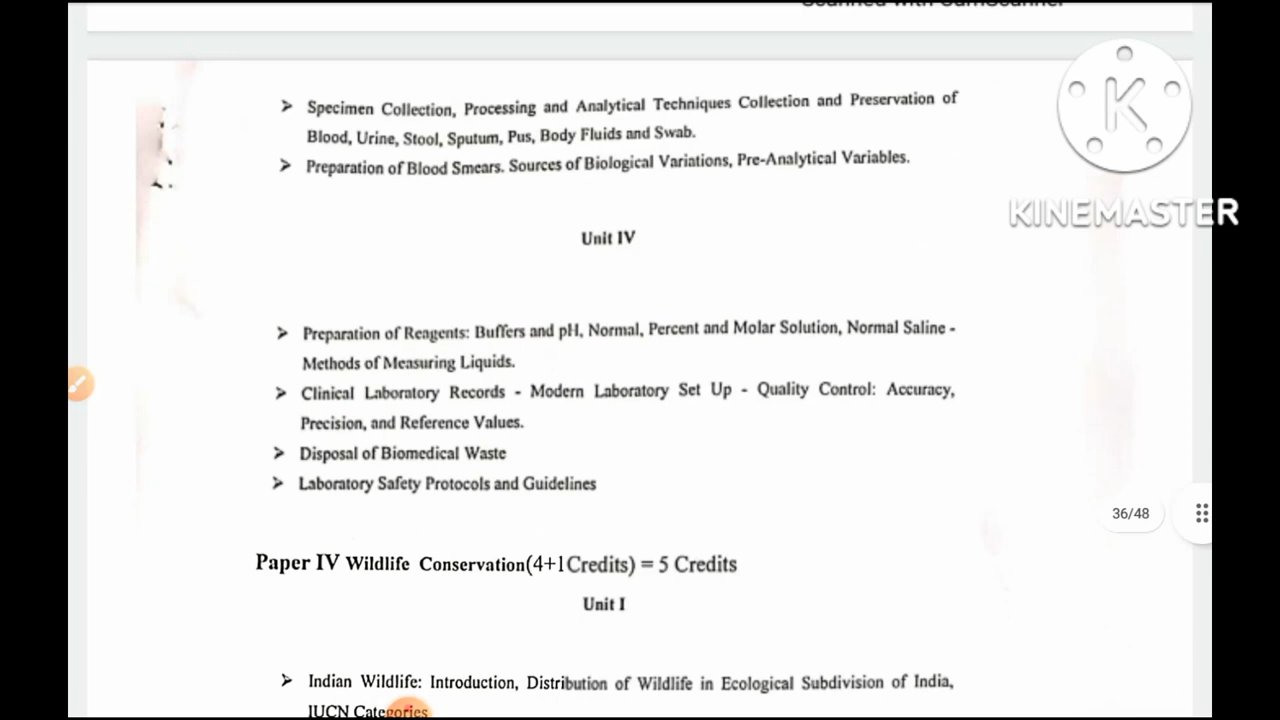 Scanned with CamScanner
➤ Specimen Collection, Processing and Analytical Techniques Collection and Preservation of
Blood, Urine, Stool, Sputum, Pus, Body Fluids and Swab.
➤ Preparation of Blood Smears. Sources of Biological Variations, Pre-Analytical Variables.
K
KINEMASTER
Unit IV
➤ Preparation of Reagents: Buffers and pH, Normal, Percent and Molar Solution, Normal Saline -
Methods of Measuring Liquids.
➤ Clinical Laboratory Records - Modern Laboratory Set Up - Quality Control: Accuracy,
Precision, and Reference Values.
➤ Disposal of Biomedical Waste
➤ Laboratory Safety Protocols and Guidelines
36/48
Paper IV Wildlife Conservation(4+1Credits) = 5 Credits
Unit I
➤ Indian Wildlife: Introduction, Distribution of Wildlife in Ecological Subdivision of India,
IUCN Categories